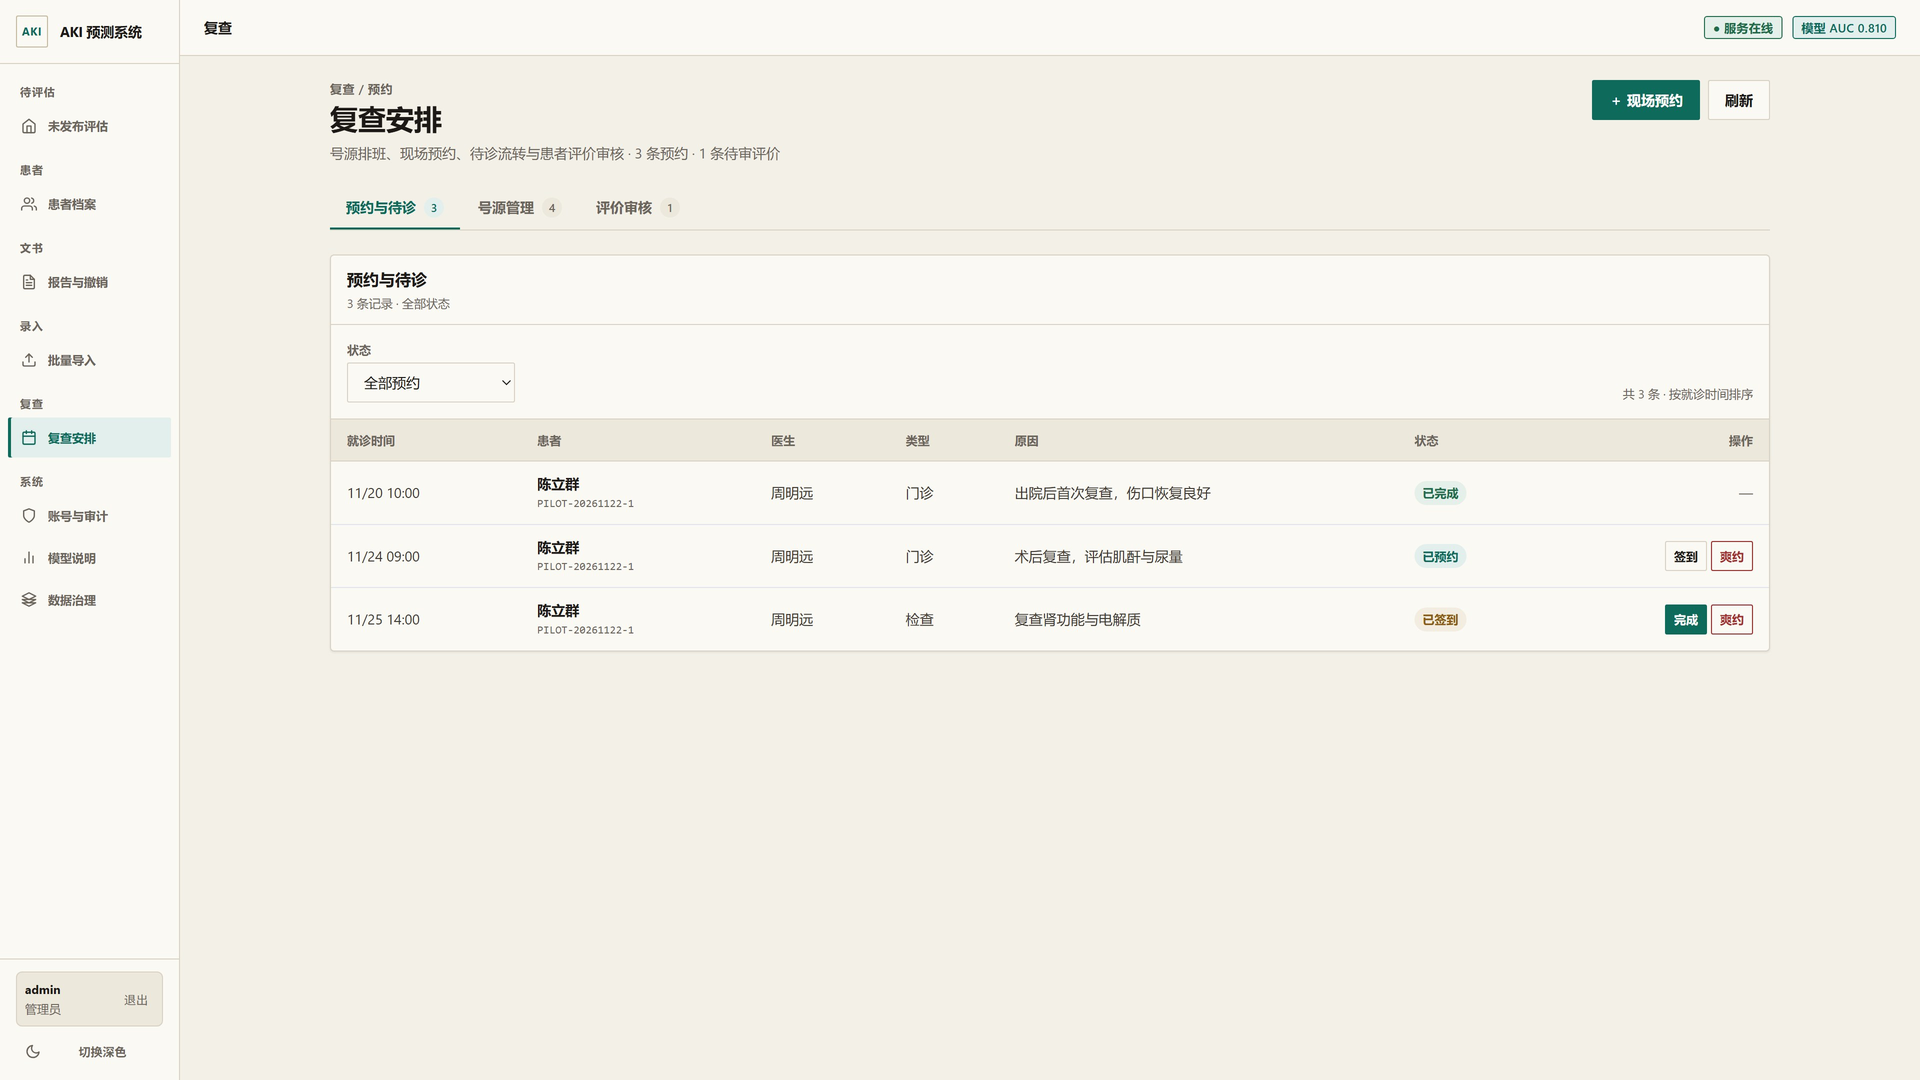 AKI AKI 预测系统
待评估
未发布评估
患者
患者档案
文书
报告与撤销
录入
批量导入
复查
复查安排
系统
账号与审计
模型说明
数据治理
admin
管理员
退出
切换深色
复查
服务在线 模型 AUC 0.810
复查 / 预约
复查安排
号源排班、现场预约、待诊流转与患者评价审核 · 3 条预约 · 1 条待审评价
+ 现场预约 刷新
预约与待诊 3 号源管理 4 评价审核 1
预约与待诊
3 条记录 · 全部状态
状态
全部预约
共 3 条 · 按就诊时间排序
就诊时间 患者 医生 类型 原因 状态 操作
11/20 10:00 陈立群 周明远 门诊 出院后首次复查，伤口恢复良好 已完成 —
PILOT-20261122-1
11/24 09:00 陈立群 周明远 门诊 术后复查，评估肌酐与尿量 已预约 签到 爽约
PILOT-20261122-1
11/25 14:00 陈立群 周明远 检查 复查肾功能与电解质 已签到 完成 爽约
PILOT-20261122-1